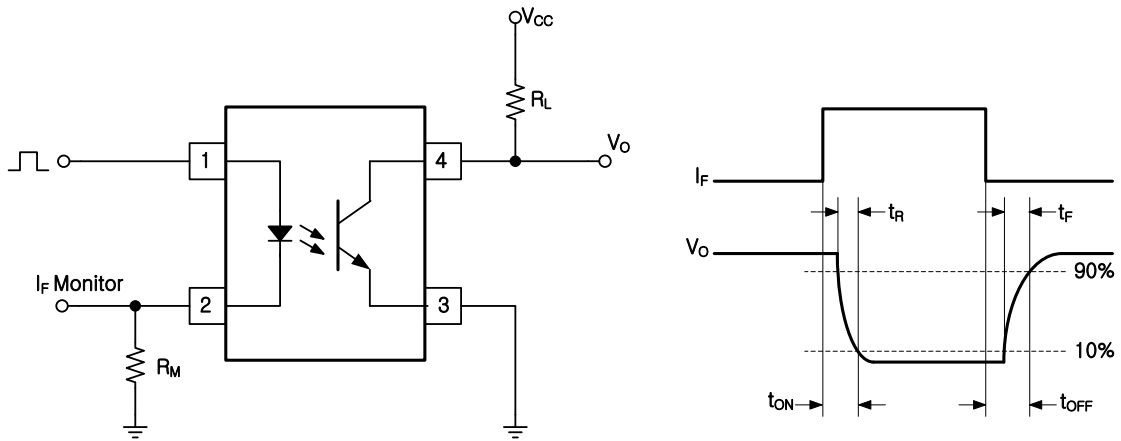 VCC
RL
VO
1
4
IF Monitor
2
3
RM
IF
tR
tF
VO
90%
10%
tON
tOFF